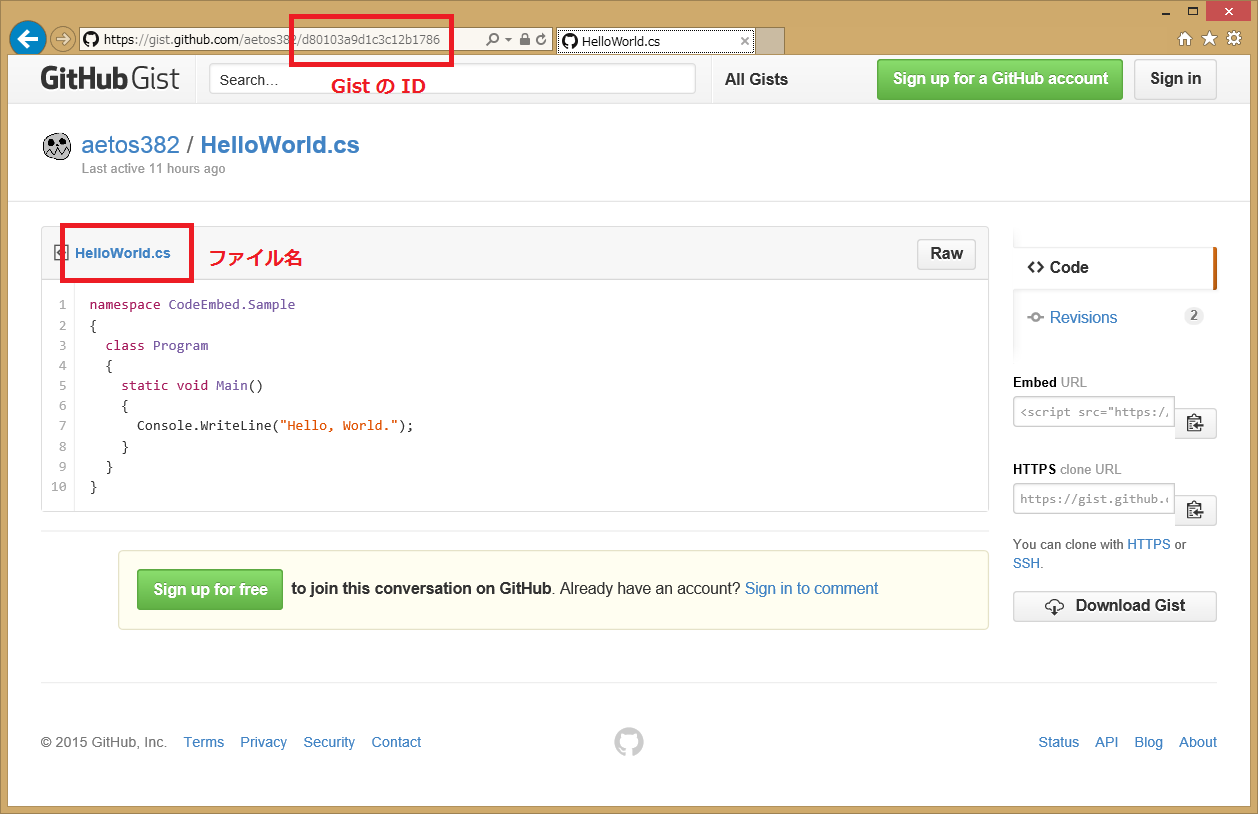 https://gist.github.com/aetos382/d80103a9d1c3c12b1786
HelloWorld.cs
GitHub Gist
Search...
Gist の ID
All Gists
Sign up for a GitHub account
Sign in
aetos382 / HelloWorld.cs
Last active 11 hours ago
HelloWorld.cs
ファイル名
Raw
1 namespace CodeEmbed.Sample
2 {
3 class Program
4 {
5 static void Main()
6 {
7 Console.WriteLine("Hello, World.");
8 }
9 }
10 }
Code
Revisions 2
Embed URL
<script src="https:/
HTTPS clone URL
https://gist.github.
You can clone with HTTPS or
SSH.
Download Gist
Sign up for free to join this conversation on GitHub. Already have an account? Sign in to comment
© 2015 GitHub, Inc. Terms Privacy Security Contact
Status API Blog About